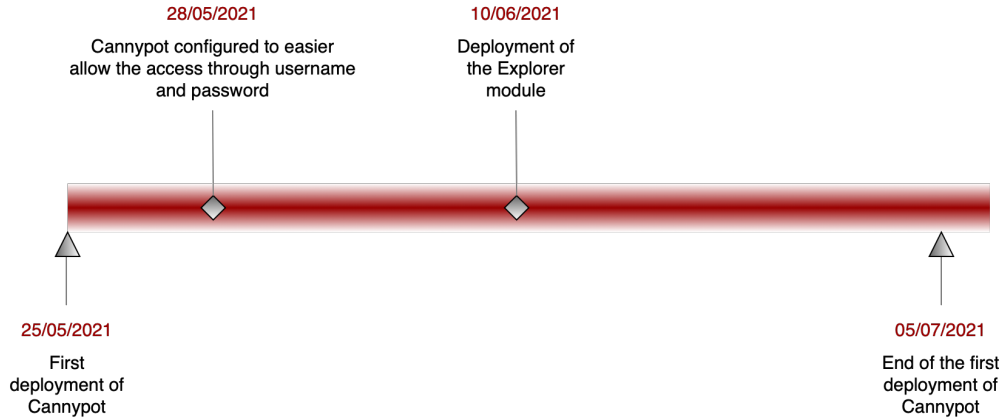 28/05/2021
Cannypot configured to easier
allow the access through username
and password
10/06/2021
Deployment of
the Explorer
module
25/05/2021
First
deployment of
Cannypot
05/07/2021
End of the first
deployment of
Cannypot